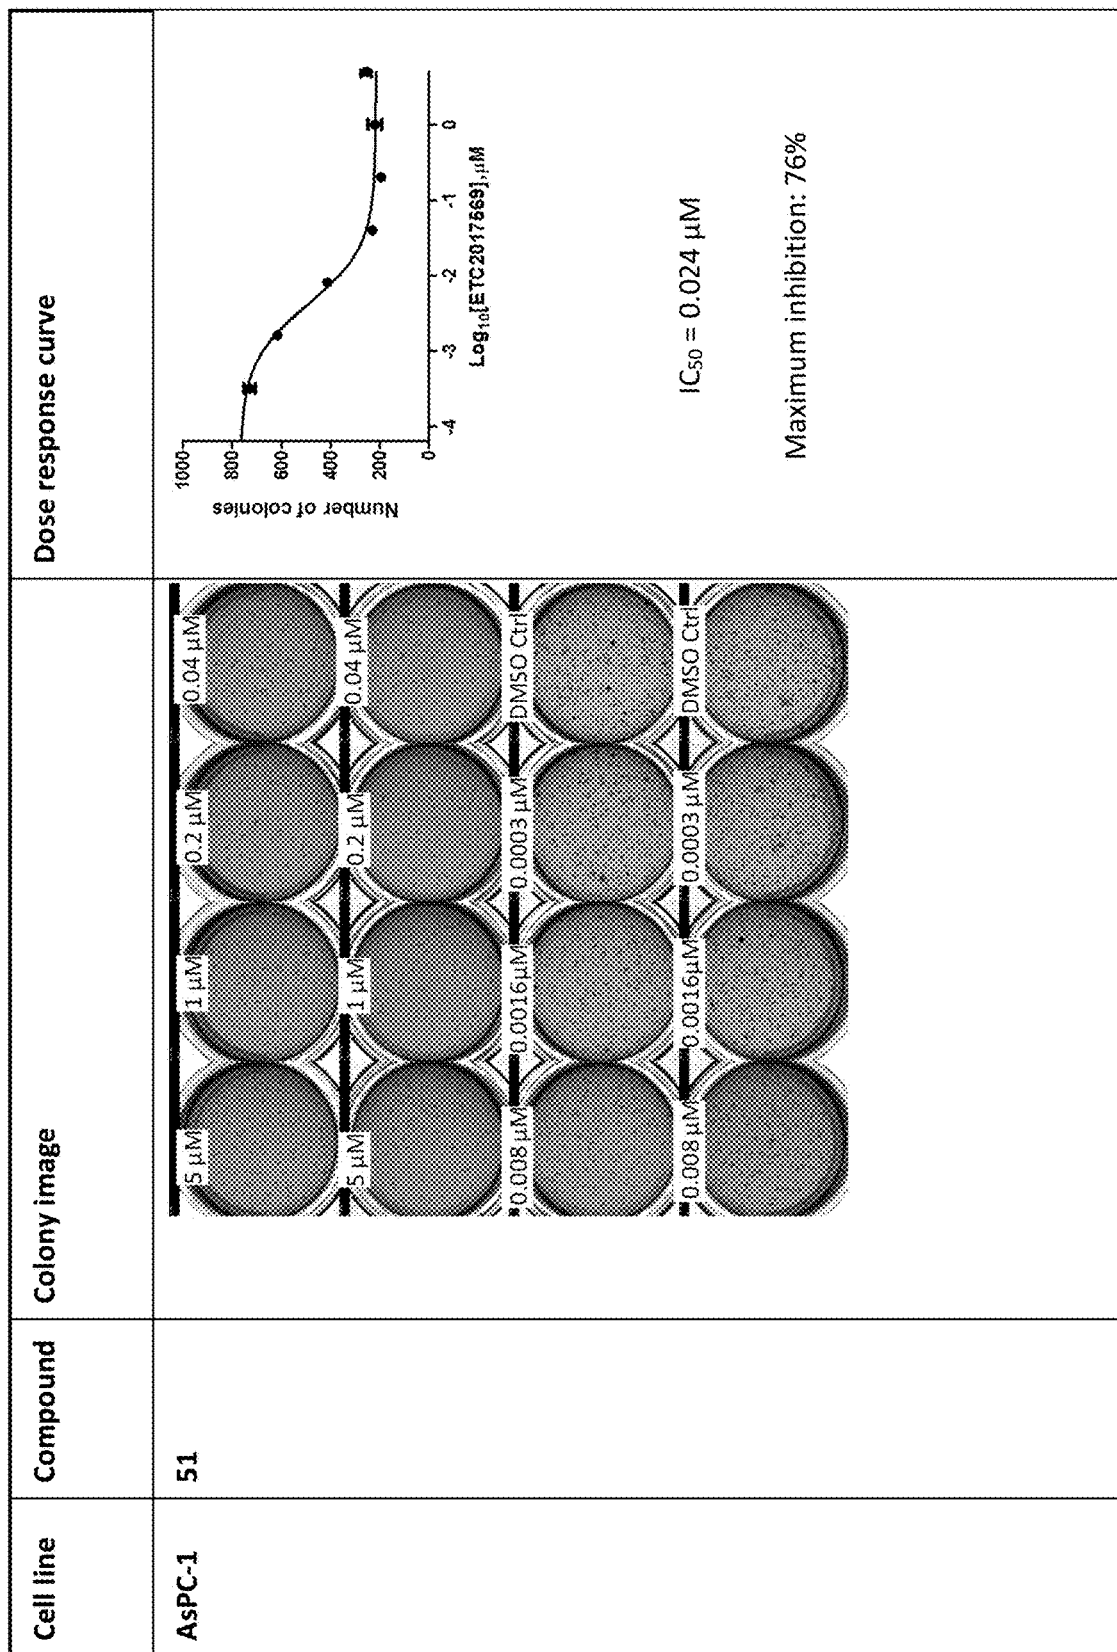 Cell line Compound Colony image Dose response curve
AsPC-1 51
5 µM 1 µM 0.2 µM 0.04 µM
5 µM 1 µM 0.2 µM 0.04 µM
0.008 µM 0.0016µM 0.0003 µM DMSO Ctrl
0.008 µM 0.0016µM 0.0003 µM DMSO Ctrl
Number of colonies
1000
800
600
400
200
0
-4 -3 -2 -1 0
Log10[ETC2017569],µM
IC50 = 0.024 µM
Maximum inhibition: 76%